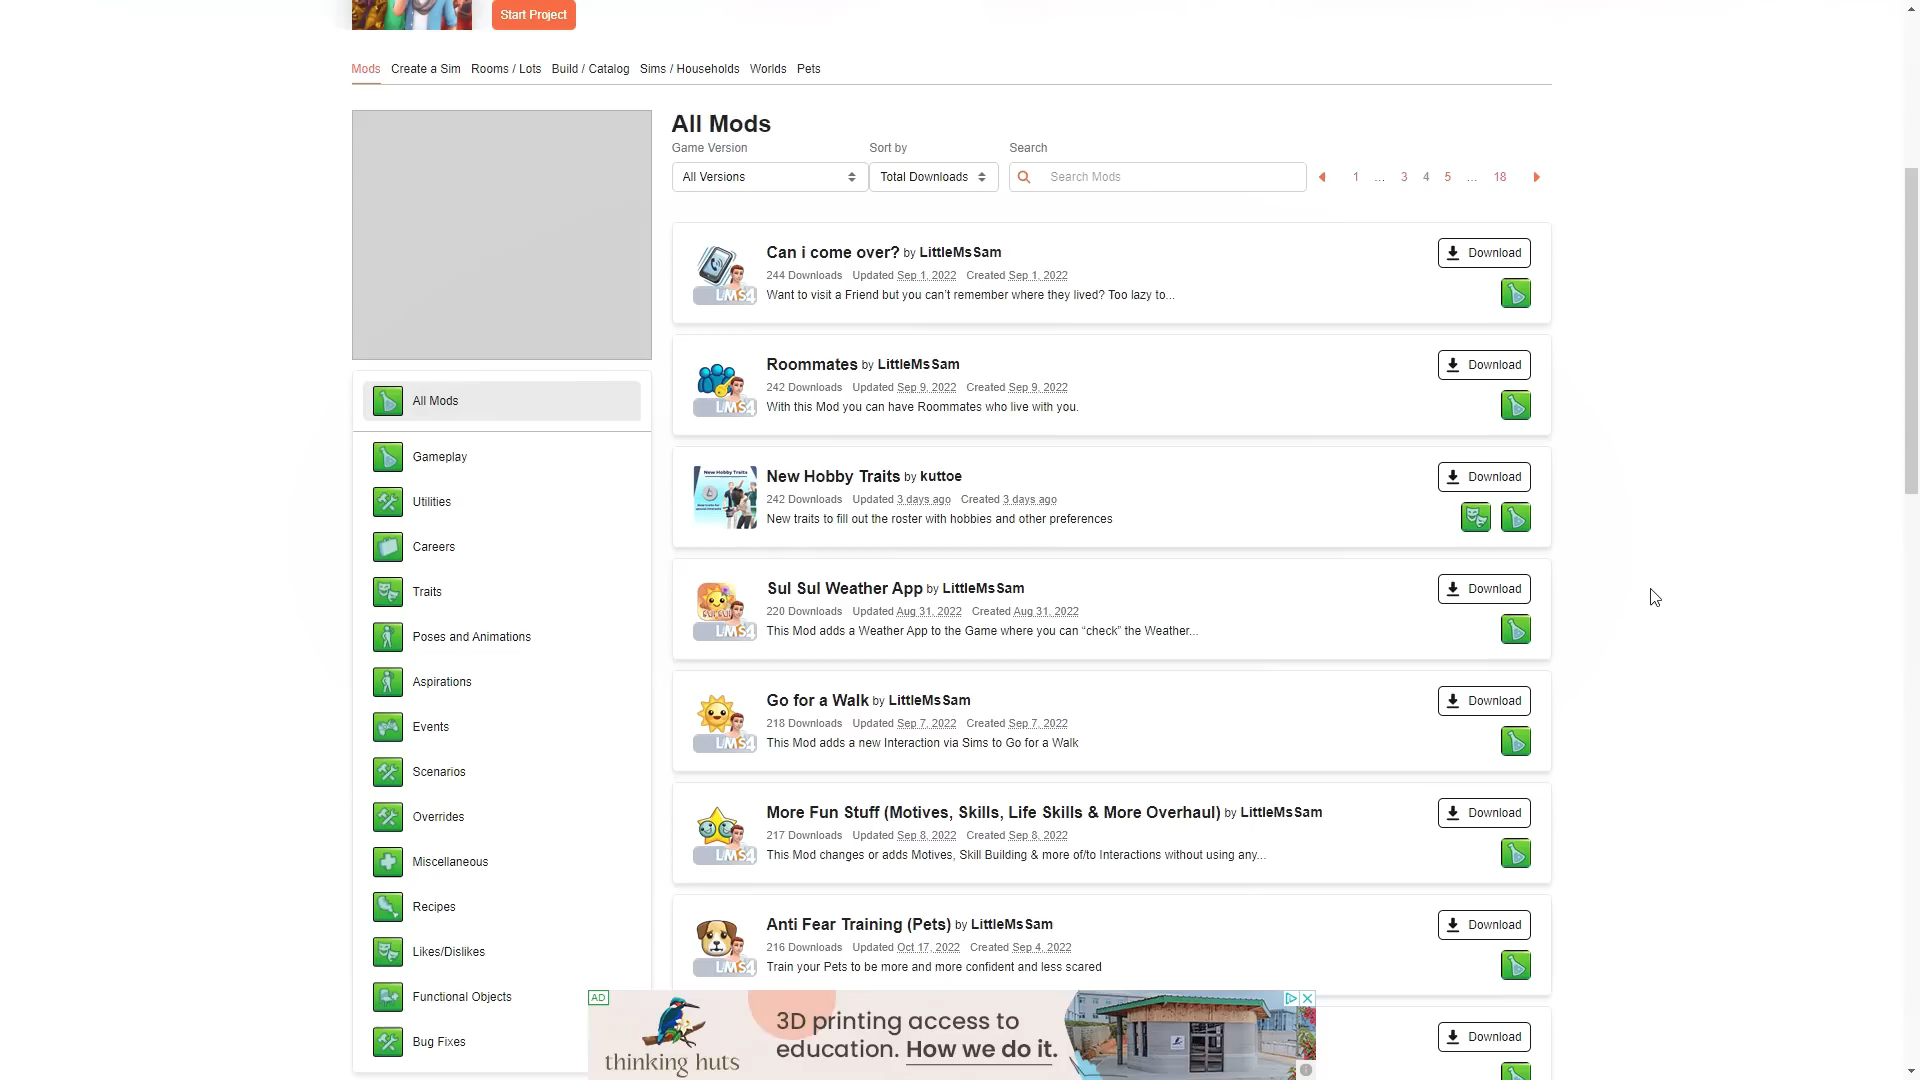 Start Project
Mods Create a Sim Rooms / Lots Build / Catalog Sims / Households Worlds Pets
All Mods
Game Version Sort by Search
All Versions Total Downloads Search Mods 1 ... 3 4 5 ... 18
Can i come over? by LittleMsSam
Download
244 Downloads Updated Sep 1, 2022 Created Sep 1, 2022
Want to visit a Friend but you can't remember where they lived? Too lazy to...
LMS4
Roommates by LittleMsSam
Download
242 Downloads Updated Sep 9, 2022 Created Sep 9, 2022
With this Mod you can have Roommates who live with you.
LMS4
New Hobby Traits
New Hobby Traits by kuttoe
Download
242 Downloads Updated 3 days ago Created 3 days ago
New traits to fill out the roster with hobbies and other preferences
Sul Sul Weather App by LittleMsSam
Download
220 Downloads Updated Aug 31, 2022 Created Aug 31, 2022
This Mod adds a Weather App to the Game where you can “check” the Weather...
LMS4
Go for a Walk by LittleMsSam
Download
218 Downloads Updated Sep 7, 2022 Created Sep 7, 2022
This Mod adds a new Interaction via Sims to Go for a Walk
LMS4
More Fun Stuff (Motives, Skills, Life Skills & More Overhaul) by LittleMsSam
Download
217 Downloads Updated Sep 8, 2022 Created Sep 8, 2022
This Mod changes or adds Motives, Skill Building & more of/to Interactions without using any...
LMS4
Anti Fear Training (Pets) by LittleMsSam
Download
216 Downloads Updated Oct 17, 2022 Created Sep 4, 2022
Train your Pets to be more and more confident and less scared
LMS4
Download
All Mods
Gameplay
Utilities
Careers
Traits
Poses and Animations
Aspirations
Events
Scenarios
Overrides
Miscellaneous
Recipes
Likes/Dislikes
Functional Objects
Bug Fixes
AD
thinking huts
3D printing access to
education. How we do it.